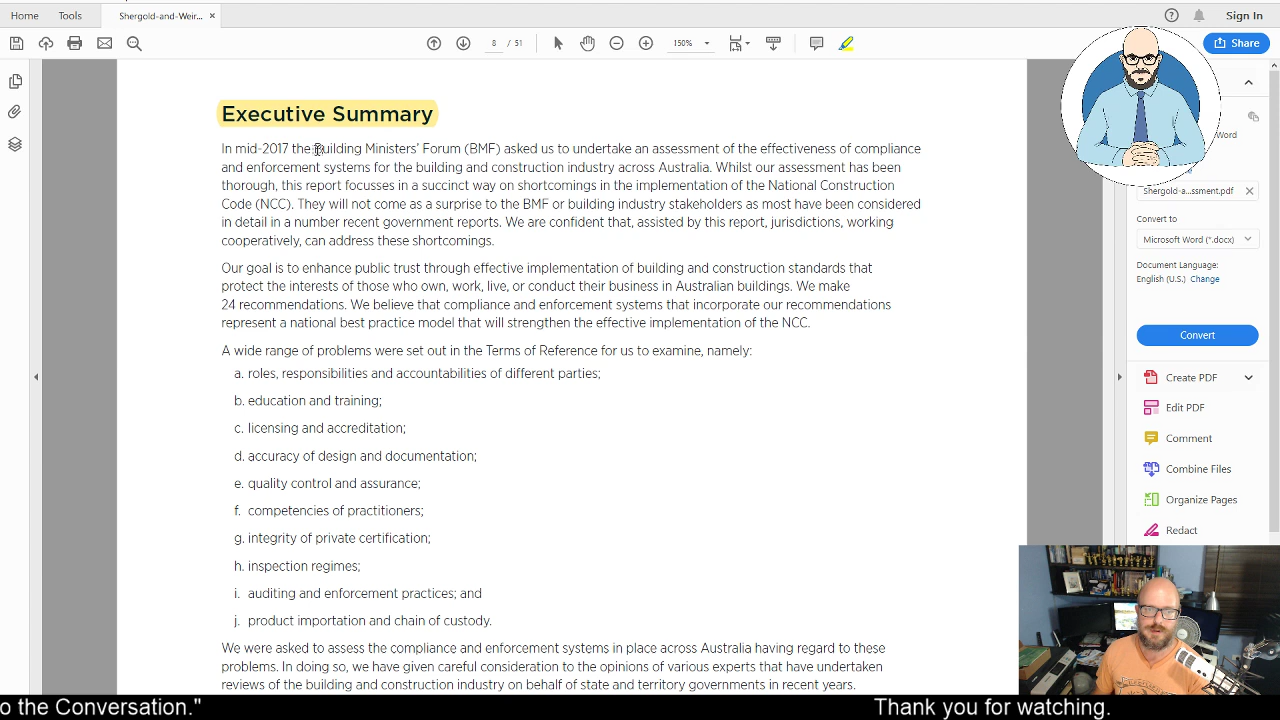 Home
Tools
Shergold-and-Weir...
Sign In
8 / 51
150%
Share
Word
Shergold-a...ssment.pdf
Convert to
Microsoft Word (*.docx)
Document Language:
English (U.S.) Change
Convert
Create PDF
Edit PDF
Comment
Combine Files
Organize Pages
Redact
Executive Summary
In mid-2017 the Building Ministers' Forum (BMF) asked us to undertake an assessment of the effectiveness of compliance
and enforcement systems for the building and construction industry across Australia. Whilst our assessment has been
thorough, this report focusses in a succinct way on shortcomings in the implementation of the National Construction
Code (NCC). They will not come as a surprise to the BMF or building industry stakeholders as most have been considered
in detail in a number recent government reports. We are confident that, assisted by this report, jurisdictions, working
cooperatively, can address these shortcomings.
Our goal is to enhance public trust through effective implementation of building and construction standards that
protect the interests of those who own, work, live, or conduct their business in Australian buildings. We make
24 recommendations. We believe that compliance and enforcement systems that incorporate our recommendations
represent a national best practice model that will strengthen the effective implementation of the NCC.
A wide range of problems were set out in the Terms of Reference for us to examine, namely:
a. roles, responsibilities and accountabilities of different parties;
b. education and training;
c. licensing and accreditation;
d. accuracy of design and documentation;
e. quality control and assurance;
f. competencies of practitioners;
g. integrity of private certification;
h. inspection regimes;
i. auditing and enforcement practices; and
j. product importation and chain of custody.
We were asked to assess the compliance and enforcement systems in place across Australia having regard to these
problems. In doing so, we have given careful consideration to the opinions of various experts that have undertaken
reviews of the building and construction industry on behalf of state and territory governments in recent years.
o the Conversation." Thank you for watching.